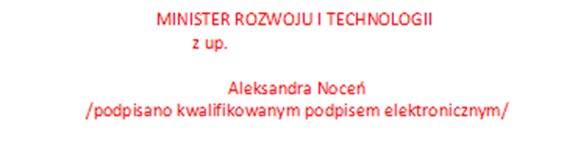 MINISTER ROZWOJU I TECHNOLOGII
z up.
Aleksandra Noceń
/podpisano kwalifikowanym podpisem elektronicznym/